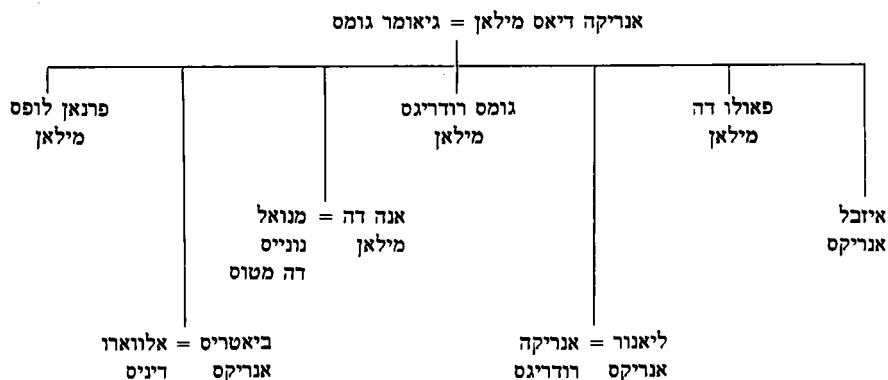 אנריקה דיאס מילאן = גיאומר גומס
פאולו דה
מילאן
גומס רודריגס
מילאן
פרנאן לופס
מילאן
איזבל
אנריקס
אנה דה = מנואל
מילאן נונייס
דה מטוס
ליאנור = אנריקה
אנריקס רודריגס
ביאטריס = אלווארו
אנריקס דיניס